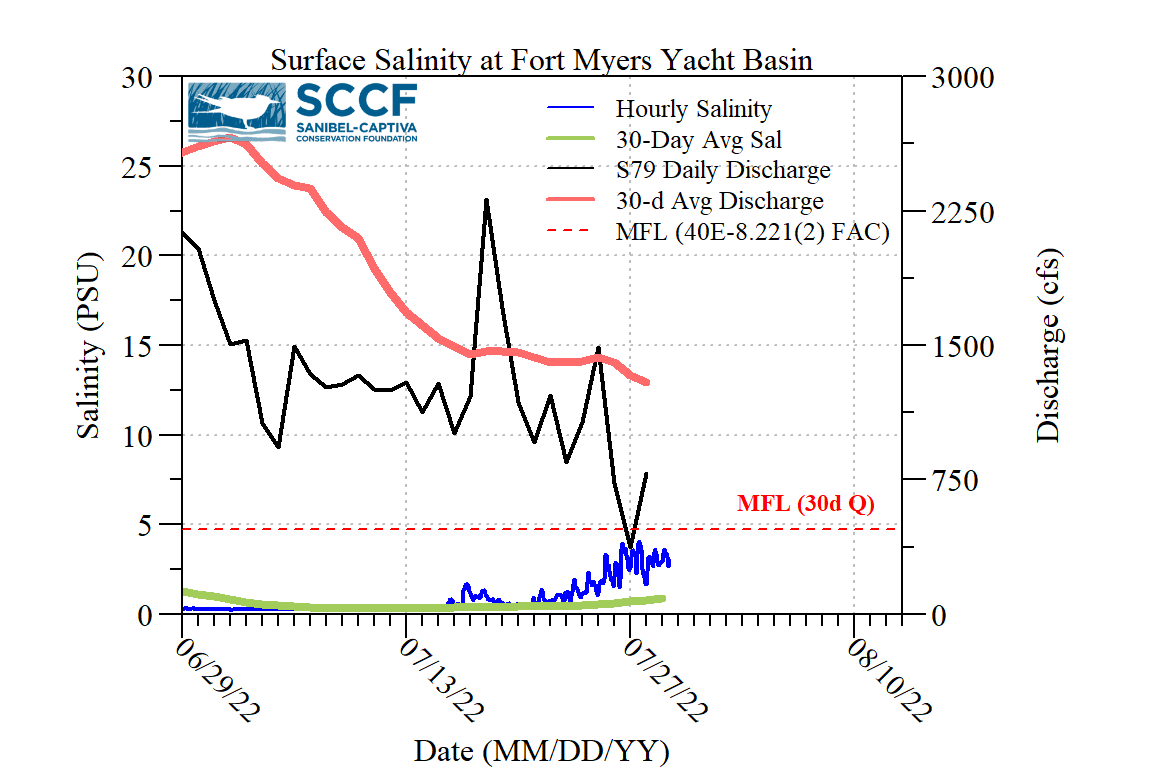 Surface Salinity at Fort Myers Yacht Basin
SCCF
SANIBEL-CAPTIVA
CONSERVATION FOUNDATION
Hourly Salinity
30-Day Avg Sal
S79 Daily Discharge
30-d Avg Discharge
MFL (40E-8.221(2) FAC)
30
25
20
15
10
5
0
Salinity (PSU)
3000
2250
1500
750
0
Discharge (cfs)
MFL (30d Q)
06/29/22
07/13/22
07/27/22
08/10/22
Date (MM/DD/YY)